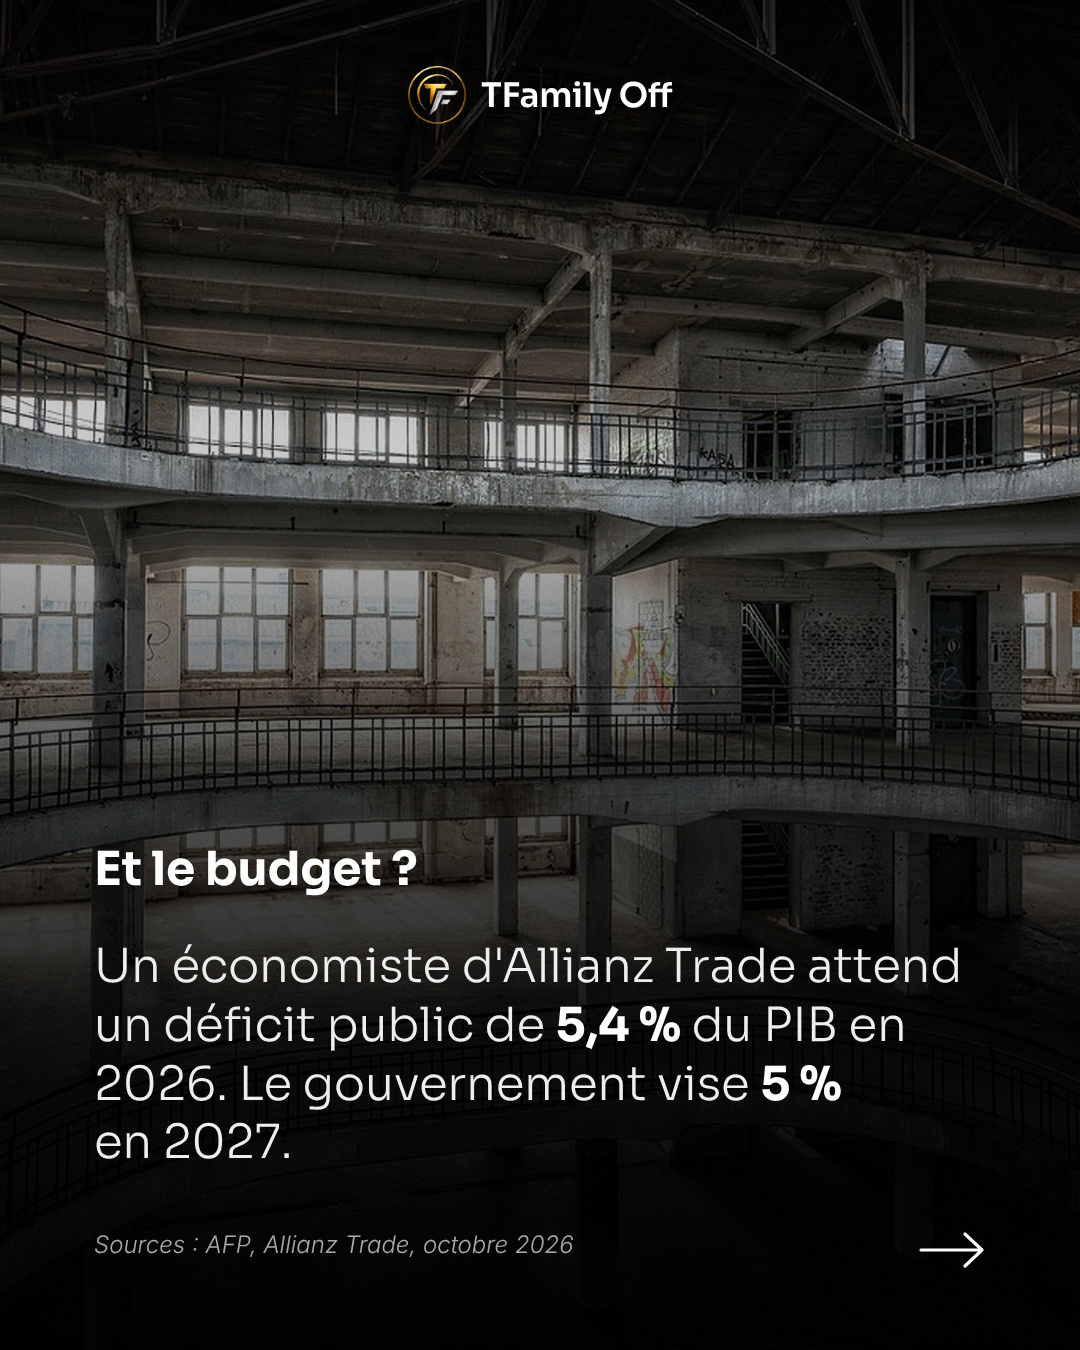 TFamily Off
KABA
Et le budget ?
Un économiste d'Allianz Trade attend
un déficit public de 5,4 % du PIB en
2026. Le gouvernement vise 5 %
en 2027.
Sources : AFP, Allianz Trade, octobre 2026